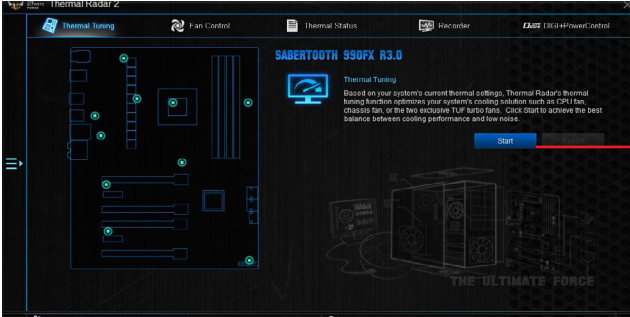 THE ULTIMATE FORCE Thermal Radar 2
Thermal Tuning
Fan Control
Thermal Status
Recorder
DIGI+PowerControl
SABERTOOTH 990FX R3.0
Thermal Tuning
Based on your system's current thermal settings, Thermal Radar's thermal
tuning function optimizes your system's cooling solution such as CPU fan,
chassis fan, or the two exclusive TUF turbo fans. Click Start to achieve the best
balance between cooling performance and low noise.
Start
THE ULTIMATE FORCE